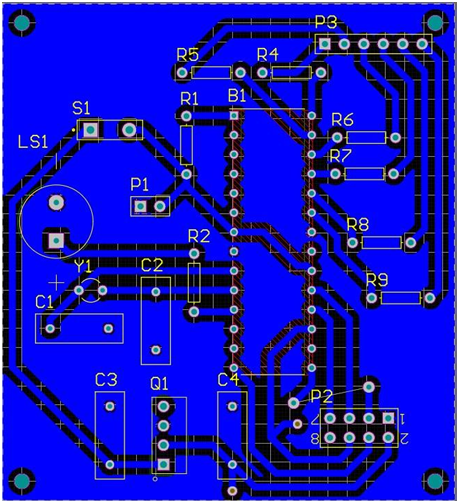 P3
R5 R4
S1 R1 B1
LS1 R6
R7
P1
R2 R8
Y1 C2
R9
C1
C3 Q1 C4 P2
7 1
8 2